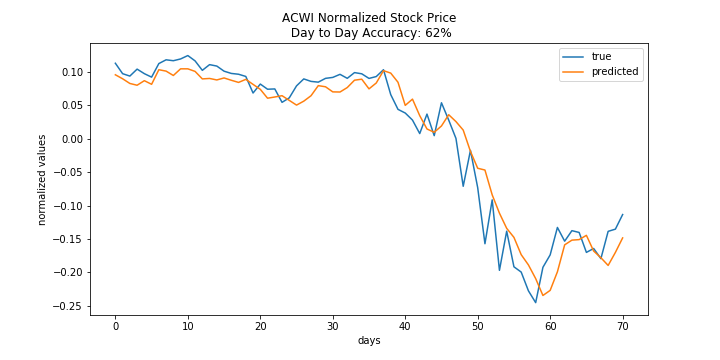 ACWI Normalized Stock Price
Day to Day Accuracy: 62%
true
predicted
normalized values
0.10
0.05
0.00
−0.05
−0.10
−0.15
−0.20
−0.25
0 10 20 30 40 50 60 70
days